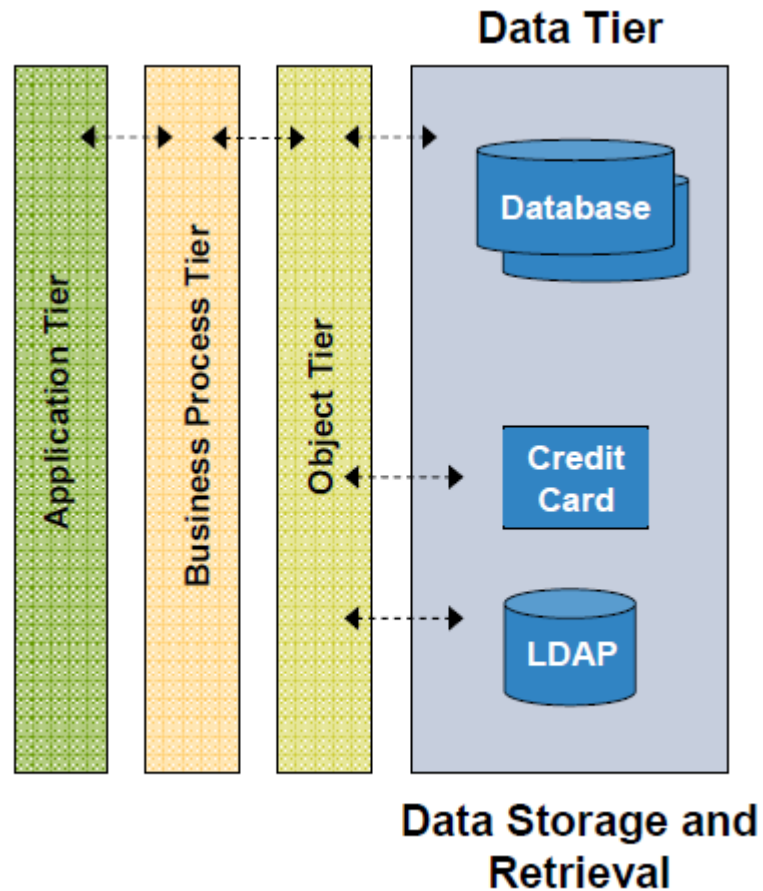 Data Tier
Application Tier
Business Process Tier
Object Tier
Database
Credit
Card
LDAP
Data Storage and
Retrieval